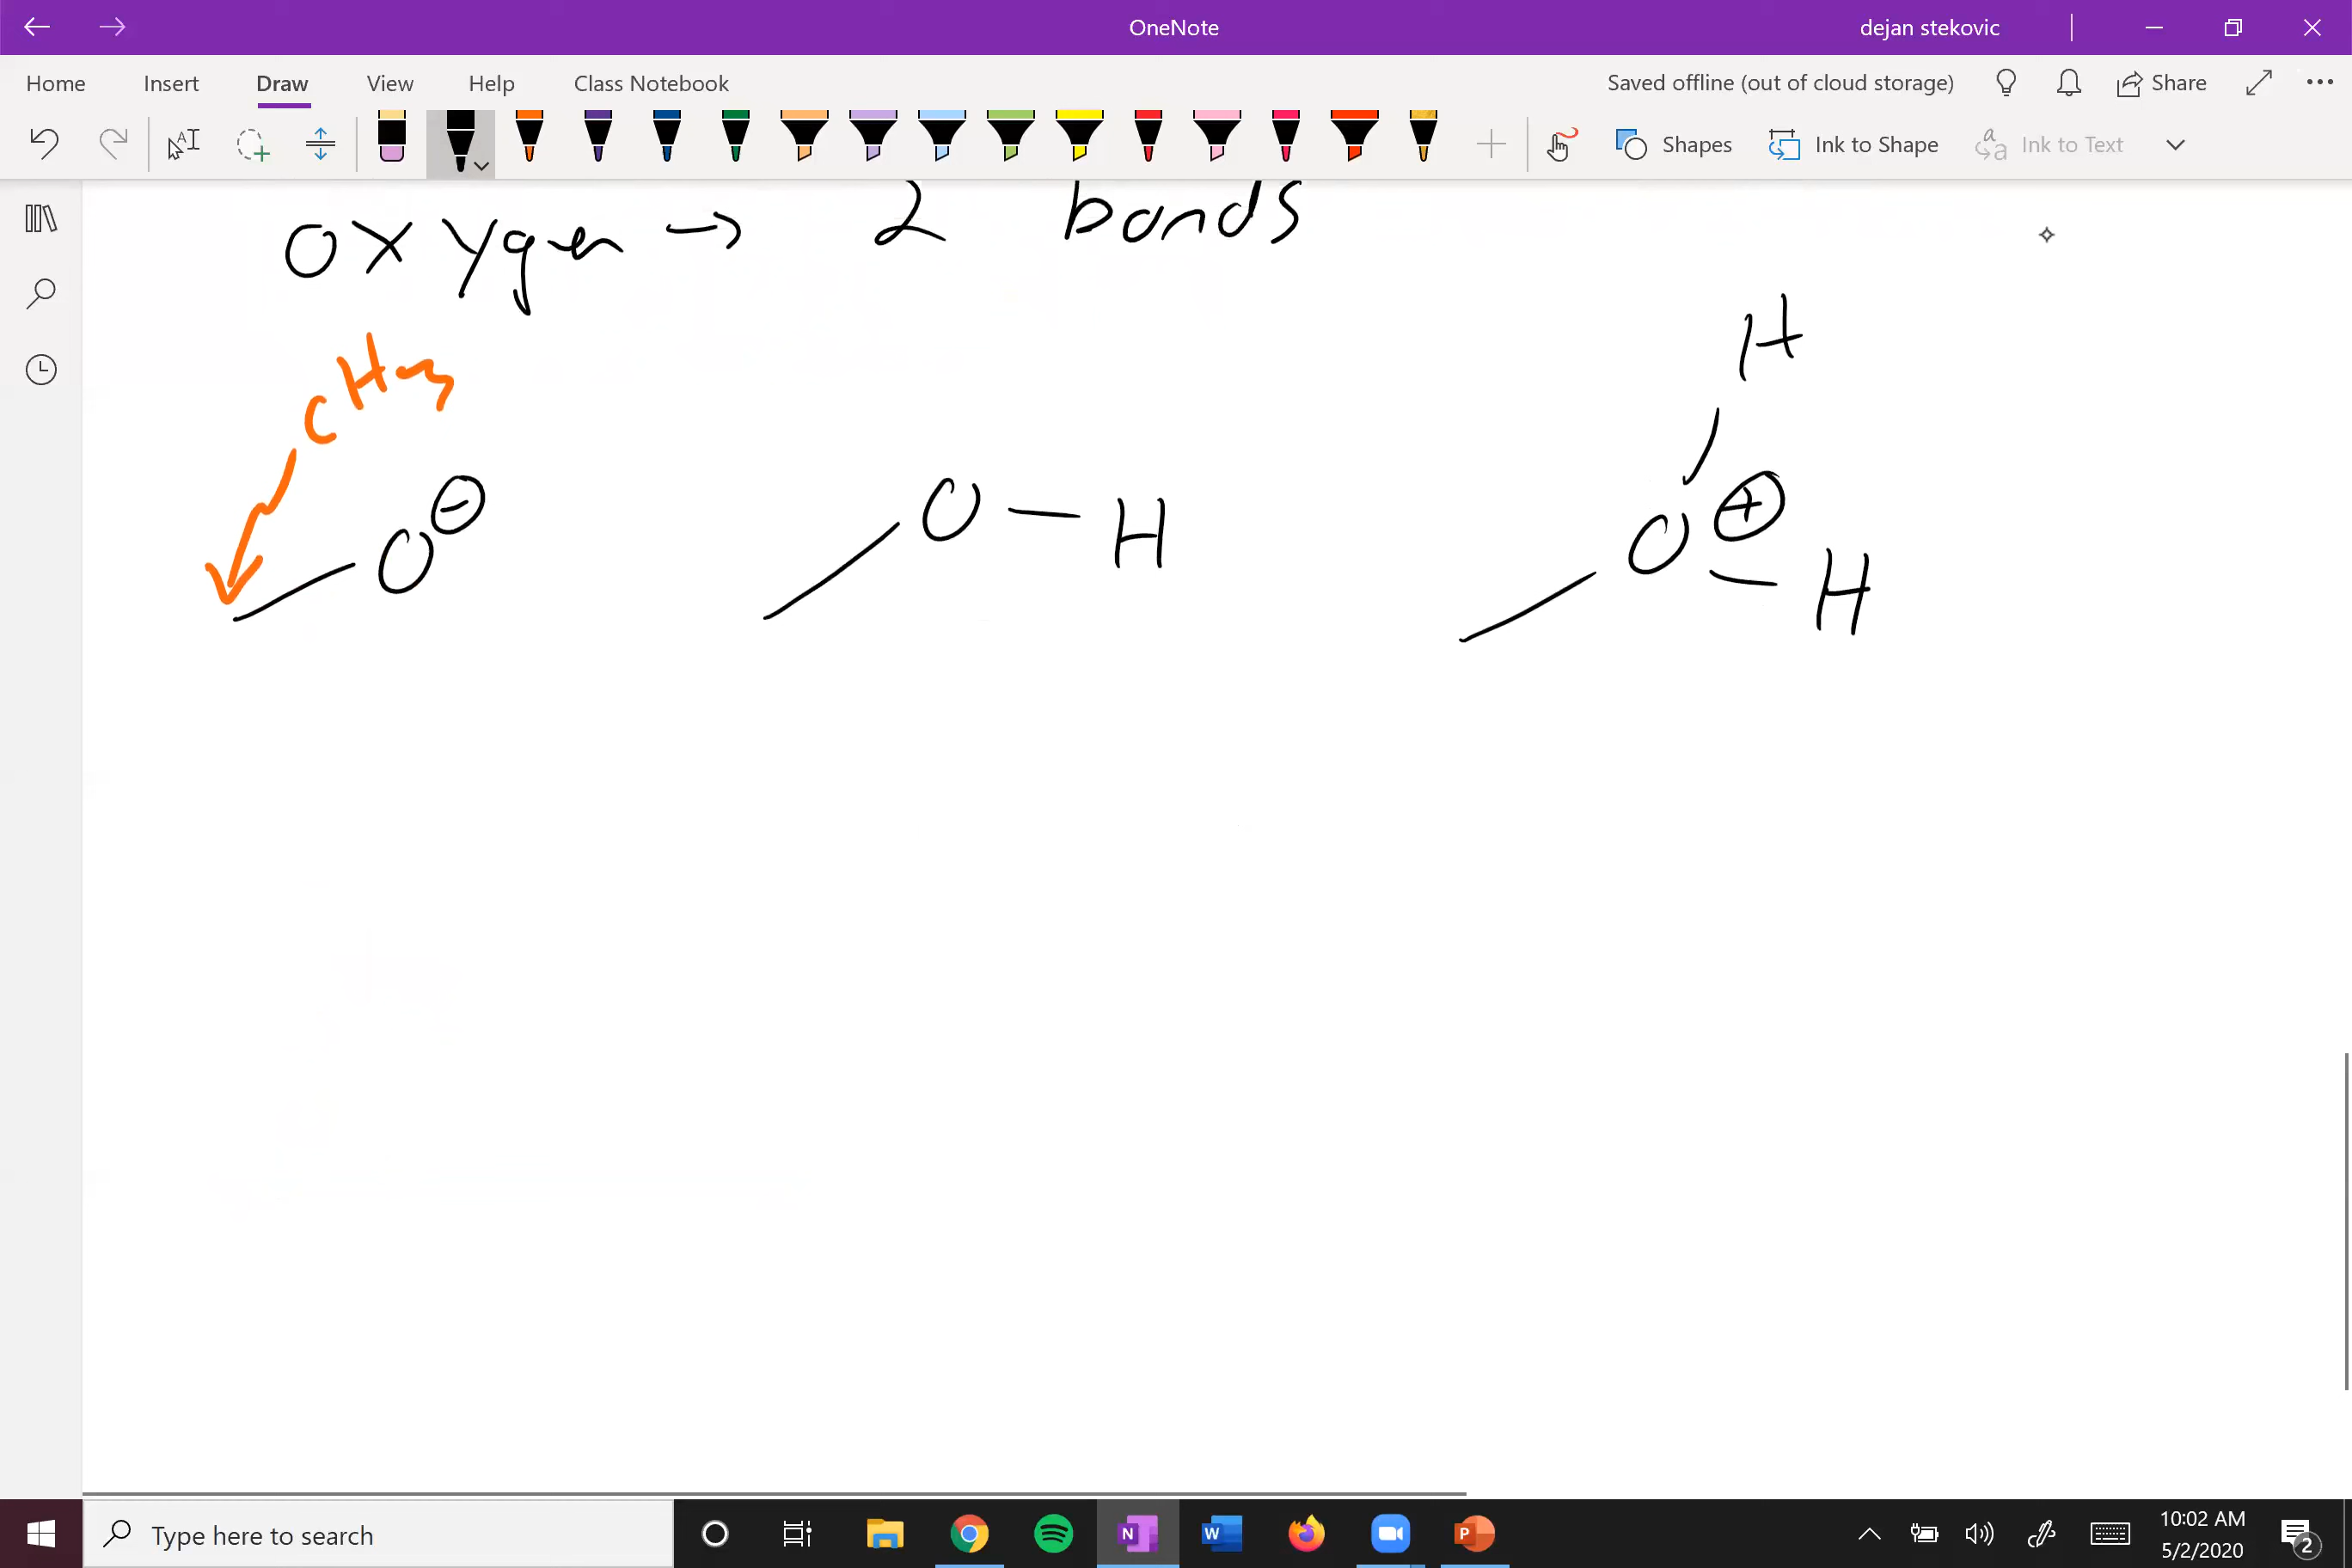 OneNote
dejan stekovic
Home Insert Draw View Help Class Notebook
Saved offline (out of cloud storage)
Share
Shapes Ink to Shape Ink to Text
oxygen → 2 bonds
CH3
H
O⊖
O — H
O⊕
H
Type here to search
10:02 AM
5/2/2020
2